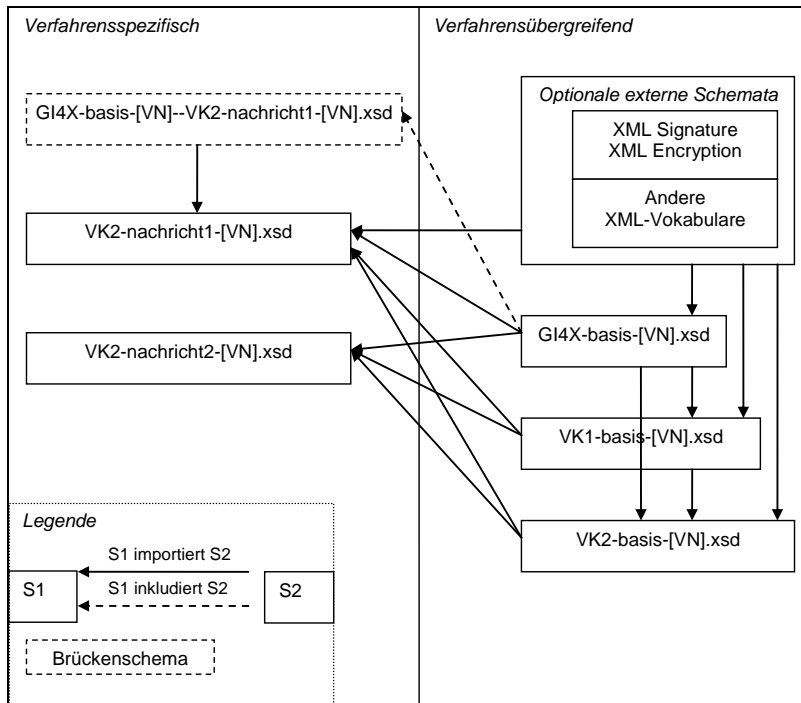 Verfahrensspezifisch
Verfahrensübergreifend
GI4X-basis-[VN]--VK2-nachricht1-[VN].xsd
Optionale externe Schemata
XML Signature
XML Encryption
Andere
XML-Vokabulare
VK2-nachricht1-[VN].xsd
GI4X-basis-[VN].xsd
VK2-nachricht2-[VN].xsd
VK1-basis-[VN].xsd
VK2-basis-[VN].xsd
Legende
S1 importiert S2
S1 inkludiert S2
S1
S2
Brückenschema